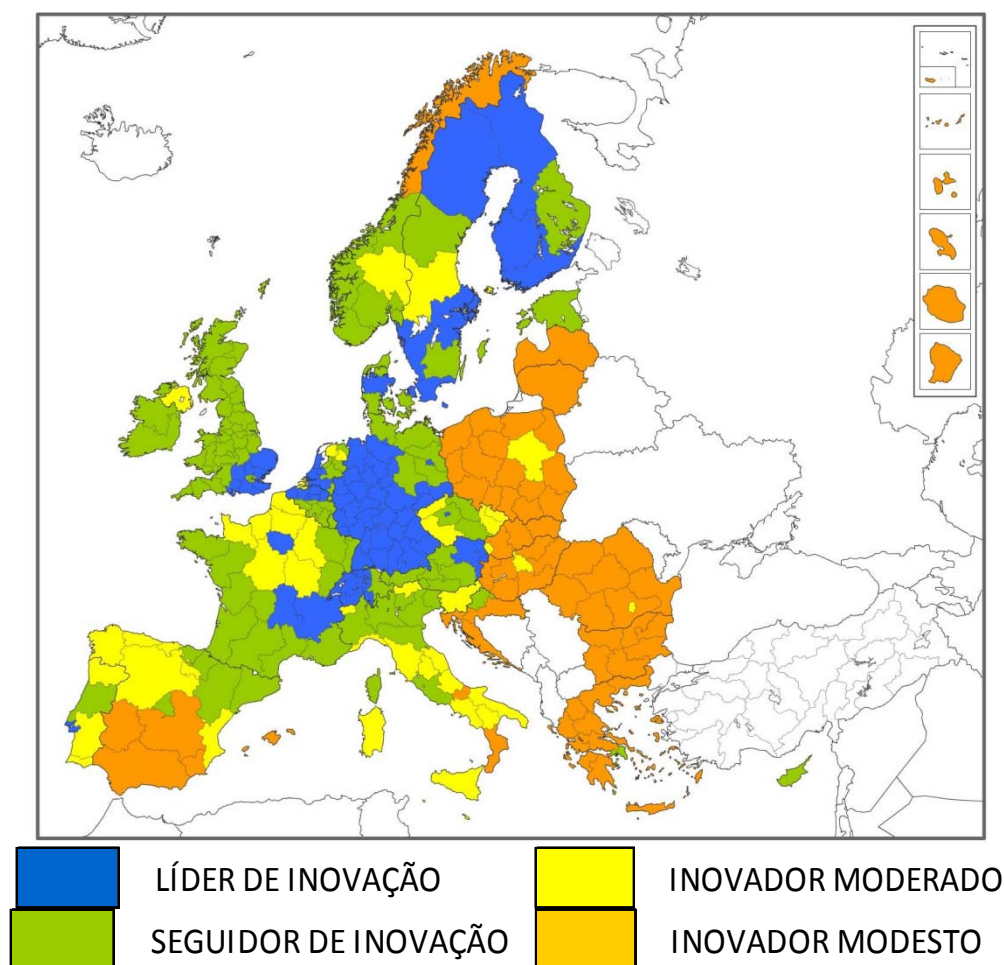 LÍDER DE INOVAÇÃO
INOVADOR MODERADO
SEGUIDOR DE INOVAÇÃO
INOVADOR MODESTO